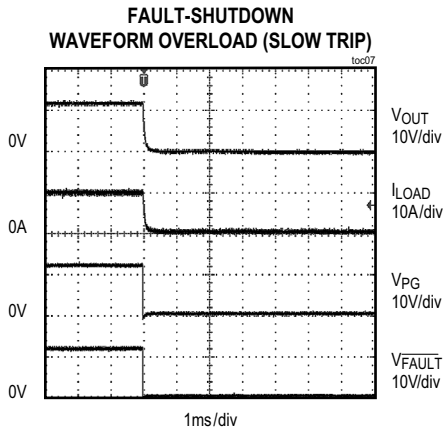 FAULT-SHUTDOWN
WAVEFORM OVERLOAD (SLOW TRIP)
toc07
T
0V
VOUT
10V/div
0A
ILOAD
10A/div
0V
VPG
10V/div
0V
VFAULT
10V/div
1ms/div